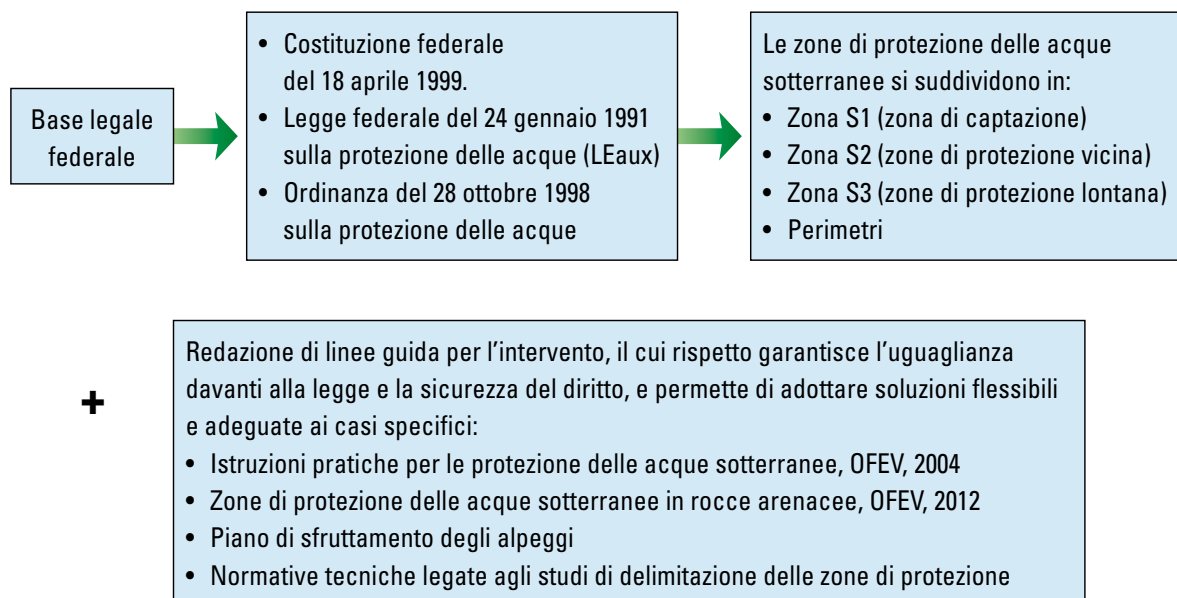 Base legale
federale
• Costituzione federale
del 18 aprile 1999.
• Legge federale del 24 gennaio 1991
sulla protezione delle acque (LEaux)
• Ordinanza del 28 ottobre 1998
sulla protezione delle acque
Le zone di protezione delle acque
sotterranee si suddividono in:
• Zona S1 (zona di captazione)
• Zona S2 (zone di protezione vicina)
• Zona S3 (zone di protezione lontana)
• Perimetri
+
Redazione di linee guida per l'intervento, il cui rispetto garantisce l'uguaglianza
davanti alla legge e la sicurezza del diritto, e permette di adottare soluzioni flessibili
e adeguate ai casi specifici:
• Istruzioni pratiche per le protezione delle acque sotterranee, OFEV, 2004
• Zone di protezione delle acque sotterranee in rocce arenacee, OFEV, 2012
• Piano di sfruttamento degli alpeggi
• Normative tecniche legate agli studi di delimitazione delle zone di protezione